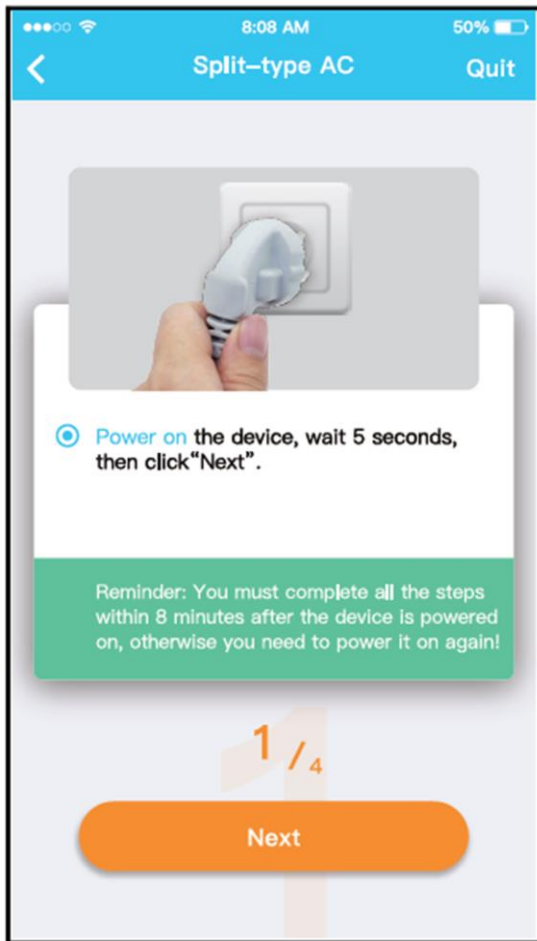 8:08 AM
50%
Split-type AC
Quit
Power on the device, wait 5 seconds,
then click“Next”.
Reminder: You must complete all the steps
within 8 minutes after the device is powered
on, otherwise you need to power it on again!
1 / 4
Next